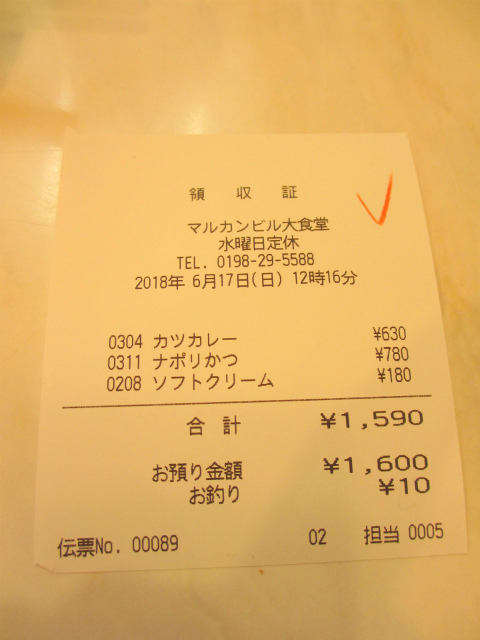 領 収 証
マルカンビル大食堂
水曜日定休
TEL. 0198-29-5588
2018年 6月17日(日) 12時16分
0304 カツカレー ¥630
0311 ナポリかつ ¥780
0208 ソフトクリーム ¥180
合 計 ¥1,590
お預り金額 ¥1,600
お釣り ¥10
伝票No. 00089 02 担当 0005